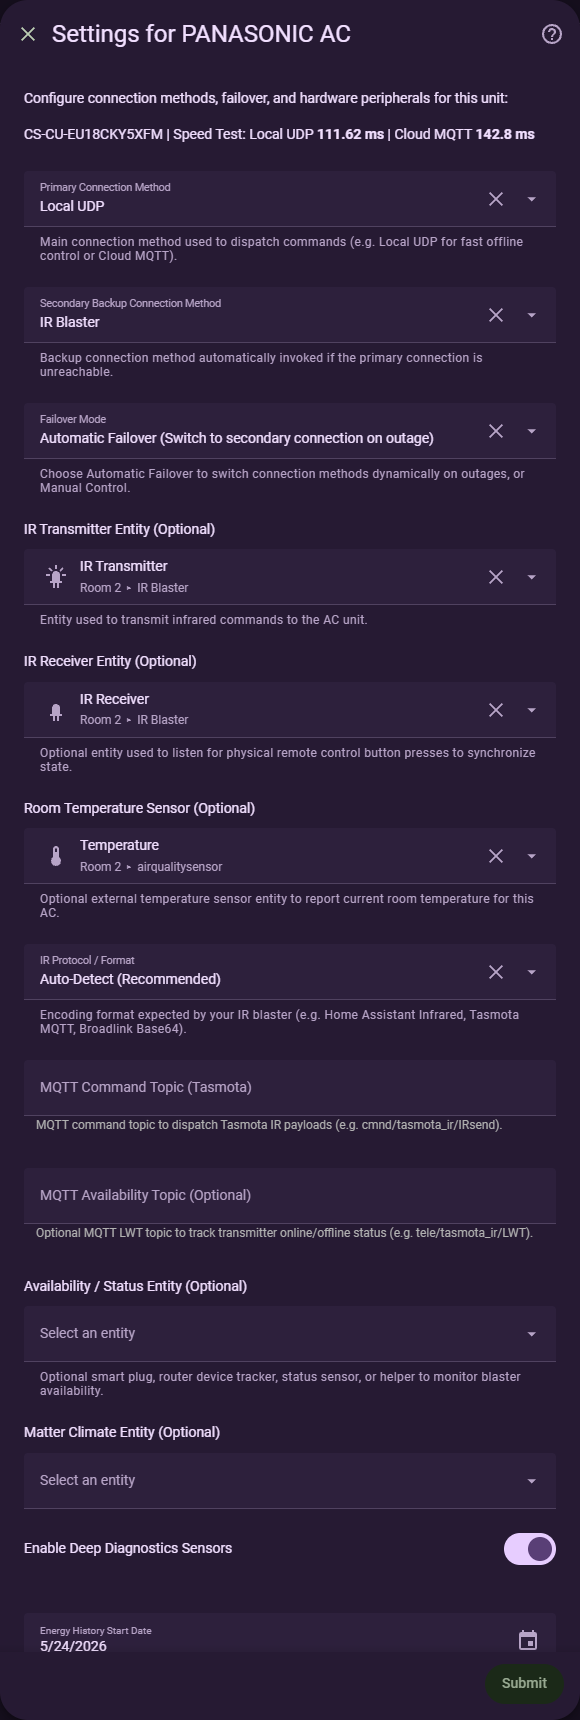 Settings for PANASONIC AC
Configure connection methods, failover, and hardware peripherals for this unit:
CS-CU-EU18CKY5XFM | Speed Test: Local UDP 111.62 ms | Cloud MQTT 142.8 ms
Primary Connection Method
Local UDP
Main connection method used to dispatch commands (e.g. Local UDP for fast offline
control or Cloud MQTT).
Secondary Backup Connection Method
IR Blaster
Backup connection method automatically invoked if the primary connection is
unreachable.
Failover Mode
Automatic Failover (Switch to secondary connection on outage)
Choose Automatic Failover to switch connection methods dynamically on outages, or
Manual Control.
IR Transmitter Entity (Optional)
IR Transmitter
Room 2 ▸ IR Blaster
Entity used to transmit infrared commands to the AC unit.
IR Receiver Entity (Optional)
IR Receiver
Room 2 ▸ IR Blaster
Optional entity used to listen for physical remote control button presses to synchronize
state.
Room Temperature Sensor (Optional)
Temperature
Room 2 ▸ airqualitysensor
Optional external temperature sensor entity to report current room temperature for this
AC.
IR Protocol / Format
Auto-Detect (Recommended)
Encoding format expected by your IR blaster (e.g. Home Assistant Infrared, Tasmota
MQTT, Broadlink Base64).
MQTT Command Topic (Tasmota)
MQTT command topic to dispatch Tasmota IR payloads (e.g. cmnd/tasmota_ir/IRsend).
MQTT Availability Topic (Optional)
Optional MQTT LWT topic to track transmitter online/offline status (e.g. tele/tasmota_ir/LWT).
Availability / Status Entity (Optional)
Select an entity
Optional smart plug, router device tracker, status sensor, or helper to monitor blaster
availability.
Matter Climate Entity (Optional)
Select an entity
Enable Deep Diagnostics Sensors
Energy History Start Date
5/24/2026
Submit